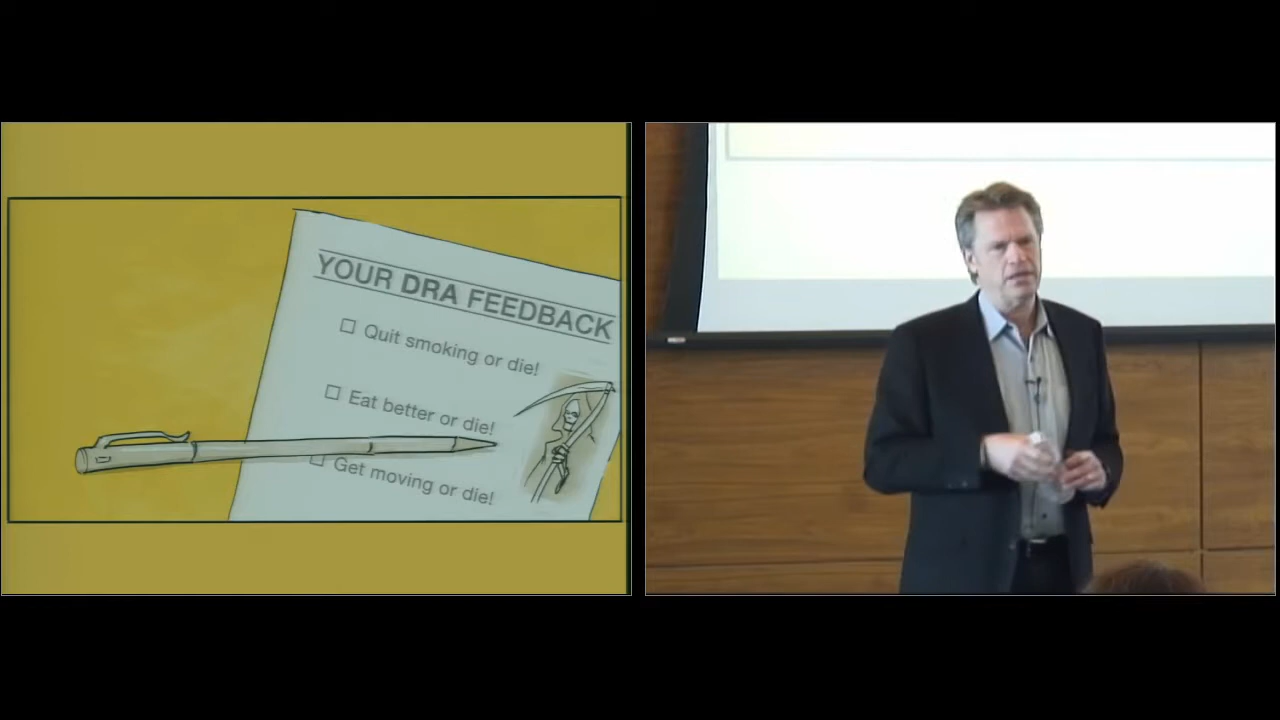 YOUR DRA FEEDBACK
Quit smoking or die!
Eat better or die!
Get moving or die!